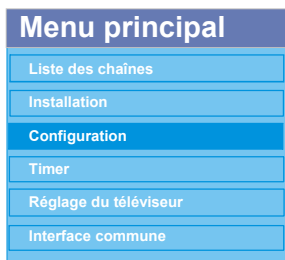 Menu principal
Liste des chaînes
Installation
Configuration
Timer
Réglage du téléviseur
Interface commune